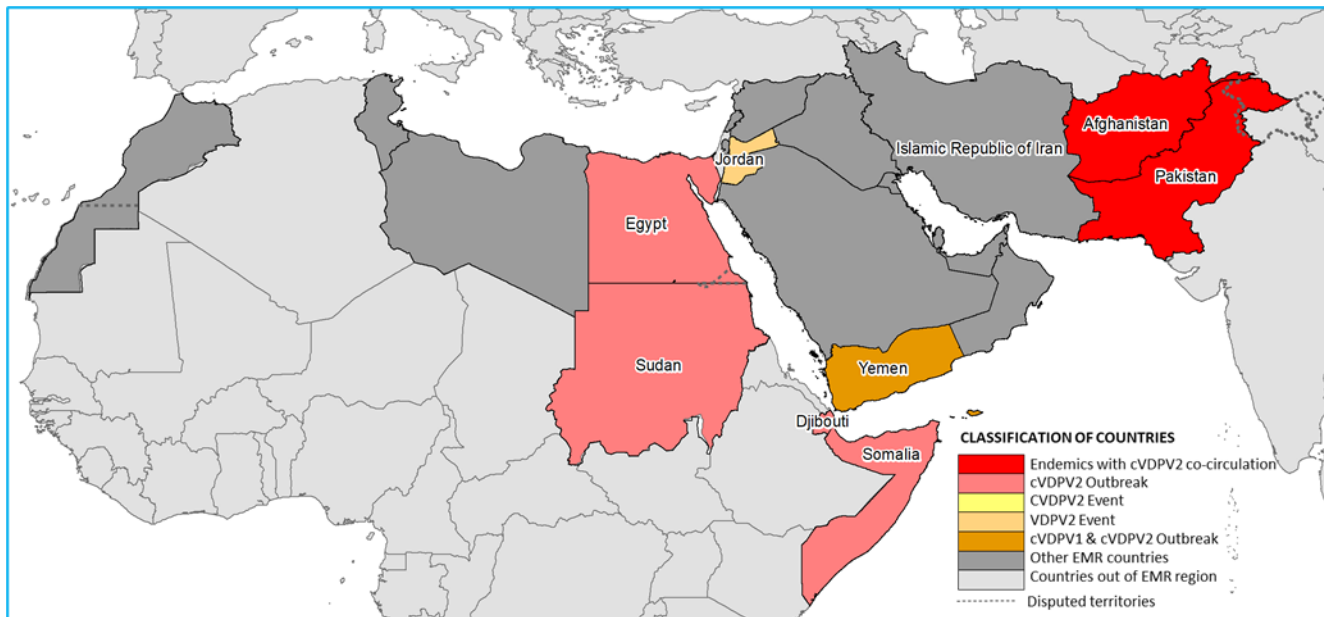 Afghanistan
Jordan
Islamic Republic of Iran
Pakistan
Egypt
Sudan
Yemen
Djibouti
Somalia
CLASSIFICATION OF COUNTRIES
Endemics with cVDPV2 co-circulation
cVDPV2 Outbreak
CVDPV2 Event
VDPV2 Event
cVDPV1 & cVDPV2 Outbreak
Other EMR countries
Countries out of EMR region
Disputed territories